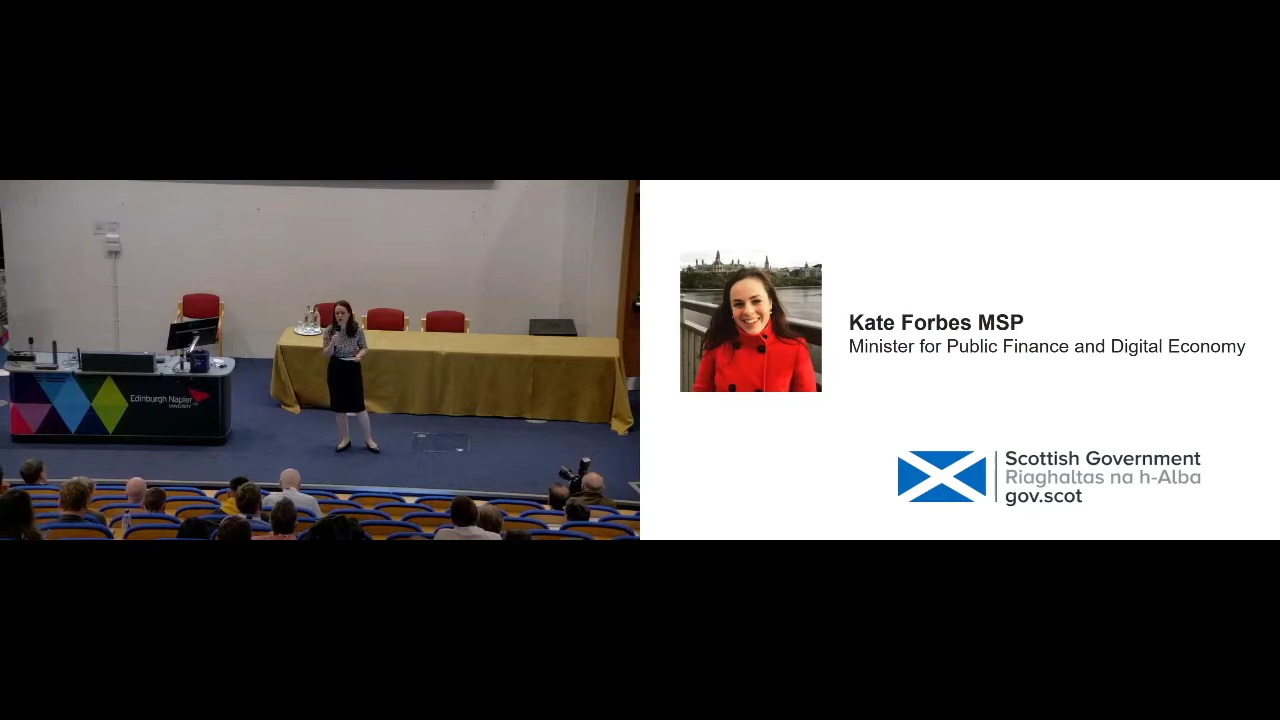 Edinburgh Napier
UNIVERSITY
Kate Forbes MSP
Minister for Public Finance and Digital Economy
Scottish Government
Riaghaltas na h-Alba
gov.scot